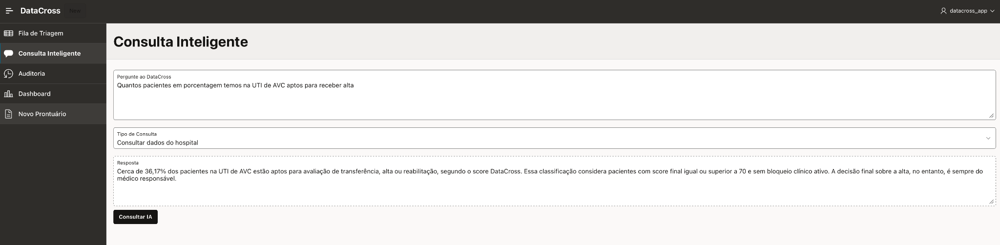 DataCross New
datacross_app
Fila de Triagem
Consulta Inteligente
Auditoria
Dashboard
Novo Prontuário
Consulta Inteligente
Pergunte ao DataCross
Quantos pacientes em porcentagem temos na UTI de AVC aptos para receber alta
Tipo de Consulta
Consultar dados do hospital
Resposta
Cerca de 36,17% dos pacientes na UTI de AVC estão aptos para avaliação de transferência, alta ou reabilitação, segundo o score DataCross. Essa classificação considera pacientes com score final igual ou superior a 70 e sem bloqueio clínico ativo. A decisão final sobre a alta, no entanto, é sempre do
médico responsável.
Consultar IA